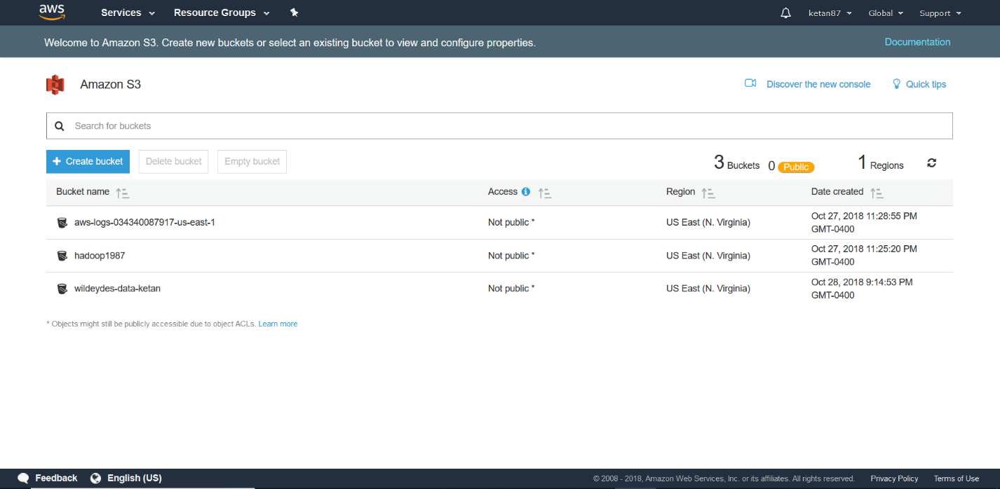 aws Services Resource Groups ketan87 Global Support
Welcome to Amazon S3. Create new buckets or select an existing bucket to view and configure properties. Documentation
Amazon S3 Discover the new console Quick tips
Search for buckets
+ Create bucket Delete bucket Empty bucket 3 Buckets 0 Public 1 Regions
Bucket name Access Region Date created
aws-logs-034340087917-us-east-1 Not public * US East (N. Virginia) Oct 27, 2018 11:28:55 PM
GMT-0400
hadoop1987 Not public * US East (N. Virginia) Oct 27, 2018 11:25:20 PM
GMT-0400
wildeydes-data-ketan Not public * US East (N. Virginia) Oct 28, 2018 9:14:53 PM
GMT-0400
* Objects might still be publicly accessible due to object ACLs. Learn more
Feedback English (US) © 2008 - 2018, Amazon Web Services, Inc. or its affiliates. All rights reserved. Privacy Policy Terms of Use